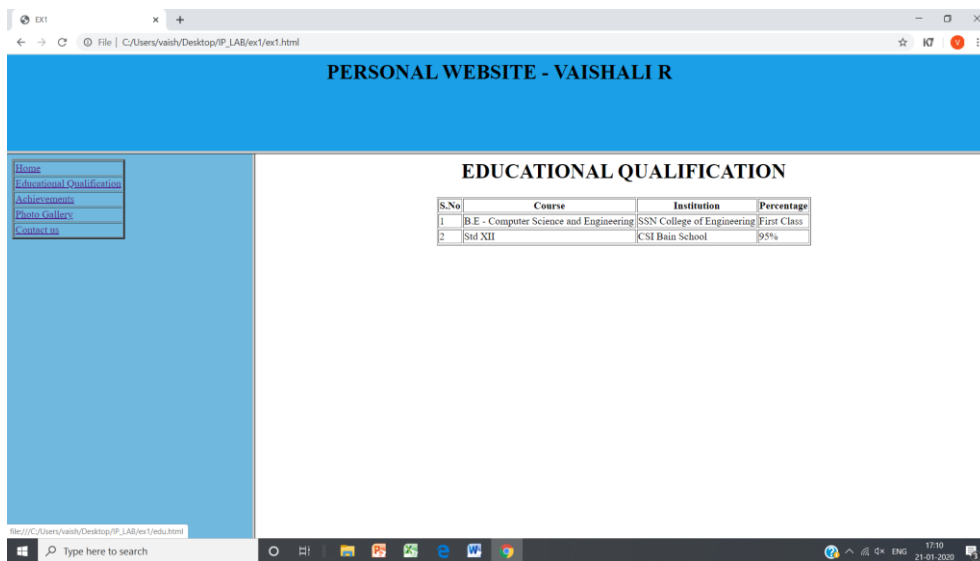 EX1
File | C:/Users/vaish/Desktop/IP_LAB/ex1/ex1.html
V
PERSONAL WEBSITE - VAISHALI R
Home
Educational Qualification
Achievements
Photo Gallery
Contact us
EDUCATIONAL QUALIFICATION
S.No Course Institution Percentage
1 B.E - Computer Science and Engineering SSN College of Engineering First Class
2 Std XII CSI Bain School 95%
file:///C:/Users/vaish/Desktop/IP_LAB/ex1/edu.html
Type here to search
ENG
17:10
21-01-2020